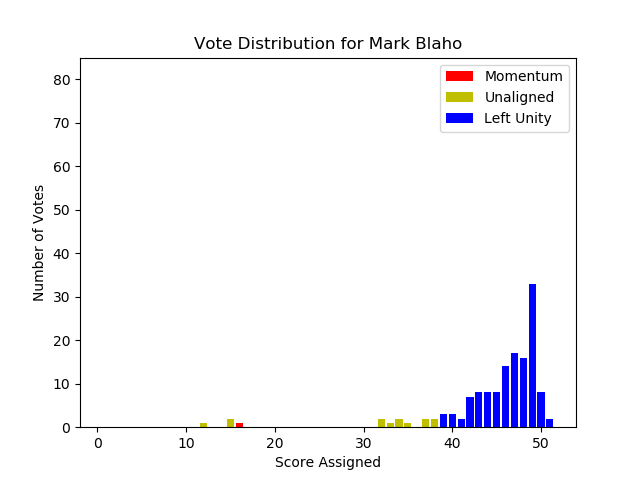 Vote Distribution for Mark Blaho
Momentum
Unaligned
Left Unity
Number of Votes
80
70
60
50
40
30
20
10
0
0 10 20 30 40 50
Score Assigned